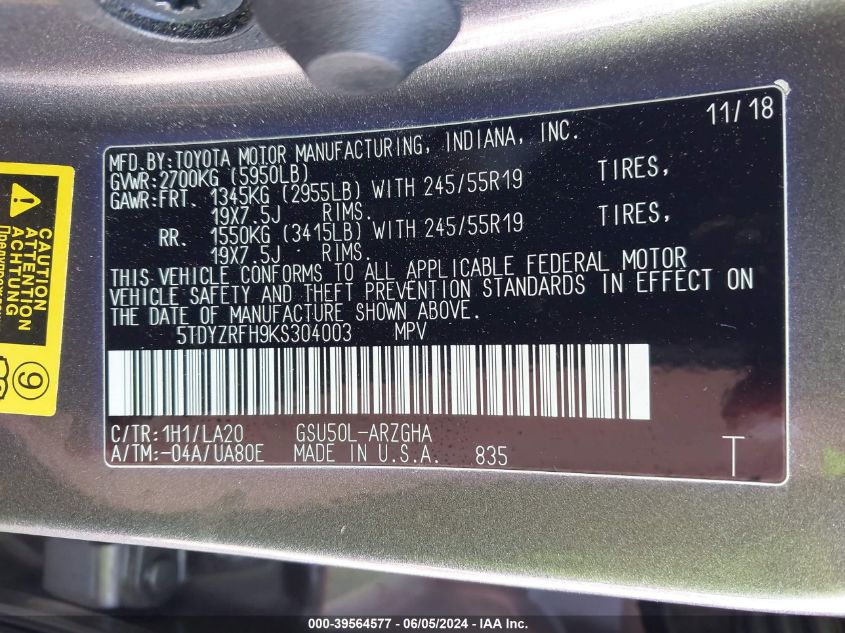 11/18
MFD.BY:TOYOTA MOTOR MANUFACTURING, INDIANA, INC.
GVWR:2700KG (5950LB)
GAWR:FRT. 1345KG (2955LB) WITH 245/55R19 TIRES,
19X7.5J RIMS.
RR. 1550KG (3415LB) WITH 245/55R19 TIRES,
19X7.5J RIMS.
THIS VEHICLE CONFORMS TO ALL APPLICABLE FEDERAL MOTOR
VEHICLE SAFETY AND THEFT PREVENTION STANDARDS IN EFFECT ON
THE DATE OF MANUFACTURE SHOWN ABOVE.
5TDYZRFH9KS304003 MPV
C/TR:1H1/LA20 GSU50L-ARZGHA
A/TM:-04A/UA80E MADE IN U.S.A. 835 T
CAUTION
ATTENTION
ACHTUNG
9
000-39564577 - 06/05/2024 - IAA Inc.